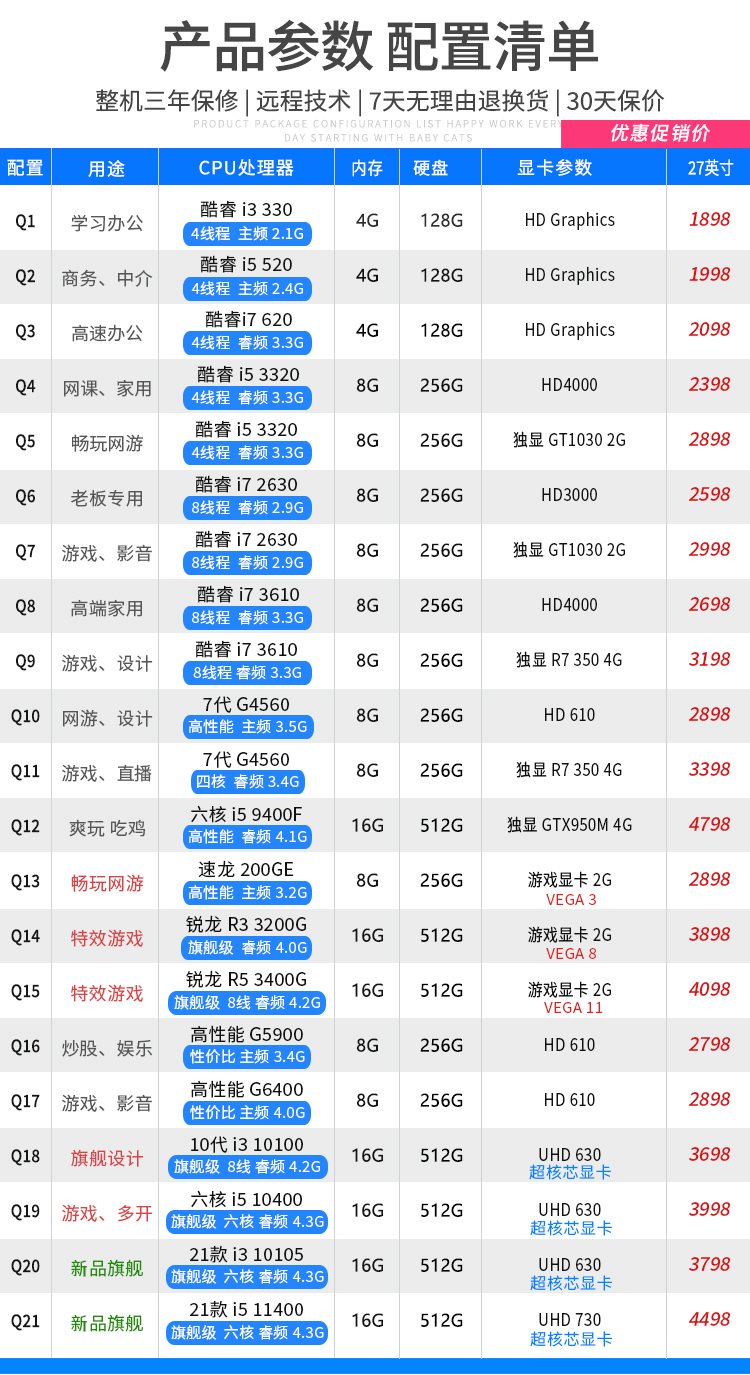 产品参数 配置清单
整机三年保修 | 远程技术 | 7天无理由退换货 | 30天保价
PRODUCT PACKAGE CONFIGURATION LIST HAPPY WORK EVERY
DAY STARTING WITH BABY CATS
优惠促销价
配置 用途 CPU处理器 内存 硬盘 显卡参数 27英寸
Q1 学习办公 酷睿 i3 330 4G 128G HD Graphics 1898
4线程 主频 2.1G
Q2 商务、中介 酷睿 i5 520 4G 128G HD Graphics 1998
4线程 主频 2.4G
Q3 高速办公 酷睿i7 620 4G 128G HD Graphics 2098
4线程 睿频 3.3G
Q4 网课、家用 酷睿 i5 3320 8G 256G HD4000 2398
4线程 睿频 3.3G
Q5 畅玩网游 酷睿 i5 3320 8G 256G 独显 GT1030 2G 2898
4线程 睿频 3.3G
Q6 老板专用 酷睿 i7 2630 8G 256G HD3000 2598
8线程 睿频 2.9G
Q7 游戏、影音 酷睿 i7 2630 8G 256G 独显 GT1030 2G 2998
8线程 睿频 2.9G
Q8 高端家用 酷睿 i7 3610 8G 256G HD4000 2698
8线程 睿频 3.3G
Q9 游戏、设计 酷睿 i7 3610 8G 256G 独显 R7 350 4G 3198
8线程 睿频 3.3G
Q10 网游、设计 7代 G4560 8G 256G HD 610 2898
高性能 主频 3.5G
Q11 游戏、直播 7代 G4560 8G 256G 独显 R7 350 4G 3398
四核 睿频 3.4G
Q12 爽玩 吃鸡 六核 i5 9400F 16G 512G 独显 GTX950M 4G 4798
高性能 睿频 4.1G
Q13 畅玩网游 速龙 200GE 8G 256G 游戏显卡 2G 2898
高性能 主频 3.2G VEGA 3
Q14 特效游戏 锐龙 R3 3200G 16G 512G 游戏显卡 2G 3898
旗舰级 睿频 4.0G VEGA 8
Q15 特效游戏 锐龙 R5 3400G 16G 512G 游戏显卡 2G 4098
旗舰级 8线 睿频 4.2G VEGA 11
Q16 炒股、娱乐 高性能 G5900 8G 256G HD 610 2798
性价比 主频 3.4G
Q17 游戏、影音 高性能 G6400 8G 256G HD 610 2898
性价比 主频 4.0G
Q18 旗舰设计 10代 i3 10100 16G 512G UHD 630 3698
旗舰级 8线 睿频 4.2G 超核芯显卡
Q19 游戏、多开 六核 i5 10400 16G 512G UHD 630 3998
旗舰级 六核 睿频 4.3G 超核芯显卡
Q20 新品旗舰 21款 i3 10105 16G 512G UHD 630 3798
旗舰级 六核 睿频 4.3G 超核芯显卡
Q21 新品旗舰 21款 i5 11400 16G 512G UHD 730 4498
旗舰级 六核 睿频 4.3G 超核芯显卡